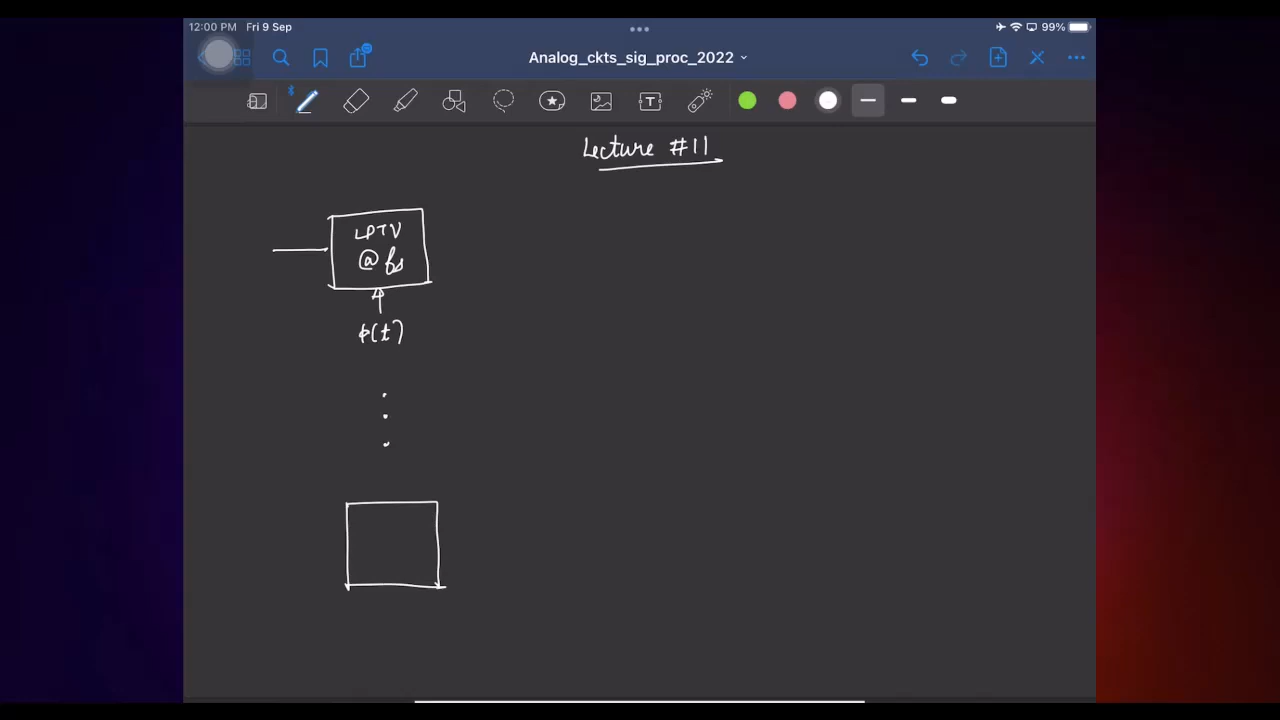 12:00 PM Fri 9 Sep
99%
Analog_ckts_sig_proc_2022
T
Lecture #11
LPTV
@ fs
φ(t)